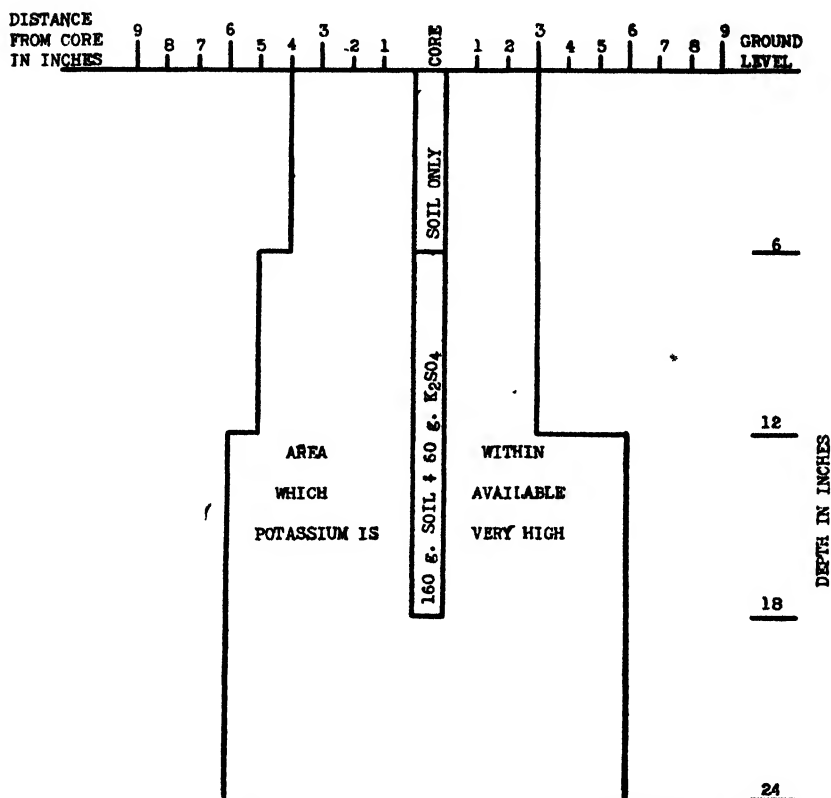 DISTANCE
FROM CORE
IN INCHES
9 8 7 6 5 4 3 2 1 CORE 1 2 3 4 5 6 7 8 9
GROUND
LEVEL
SOIL ONLY
6
160 g. SOIL + 60 g. K2SO4
12
AREA WITHIN
WHICH AVAILABLE
POTASSIUM IS VERY HIGH
DEPTH IN INCHES
18
24